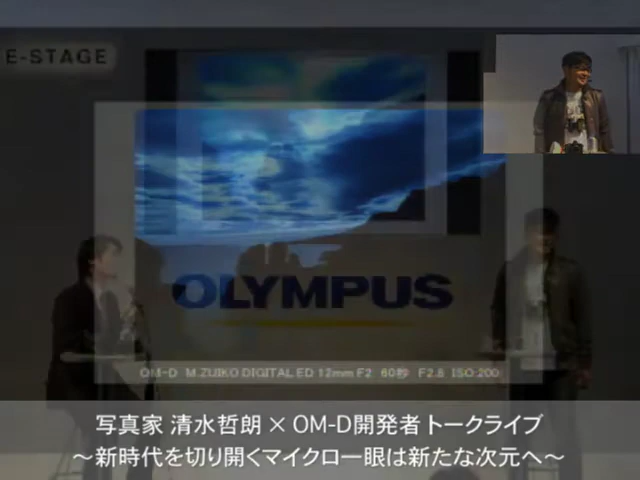 E-STAGE
OLYMPUS
OM-D M.ZUIKO DIGITAL ED 12mm F2 60秒 F2.8 ISO:200
写真家 清水哲朗 × OM-D開発者 トークライブ
～新時代を切り開くマイクロ一眼は新たな次元へ～